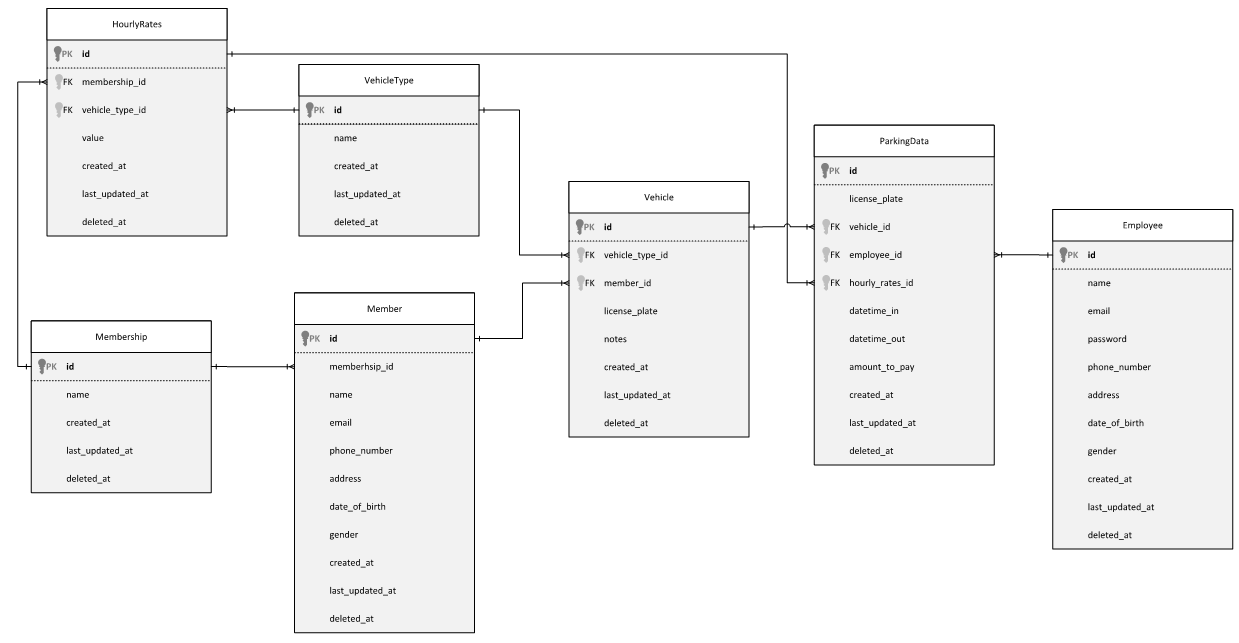 HourlyRates
PK id
FK membership_id
FK vehicle_type_id
value
created_at
last_updated_at
deleted_at
VehicleType
PK id
name
created_at
last_updated_at
deleted_at
Vehicle
PK id
FK vehicle_type_id
FK member_id
license_plate
notes
created_at
last_updated_at
deleted_at
ParkingData
PK id
license_plate
FK vehicle_id
FK employee_id
FK hourly_rates_id
datetime_in
datetime_out
amount_to_pay
created_at
last_updated_at
deleted_at
Employee
PK id
name
email
password
phone_number
address
date_of_birth
gender
created_at
last_updated_at
deleted_at
Membership
PK id
name
created_at
last_updated_at
deleted_at
Member
PK id
memberhsip_id
name
email
phone_number
address
date_of_birth
gender
created_at
last_updated_at
deleted_at